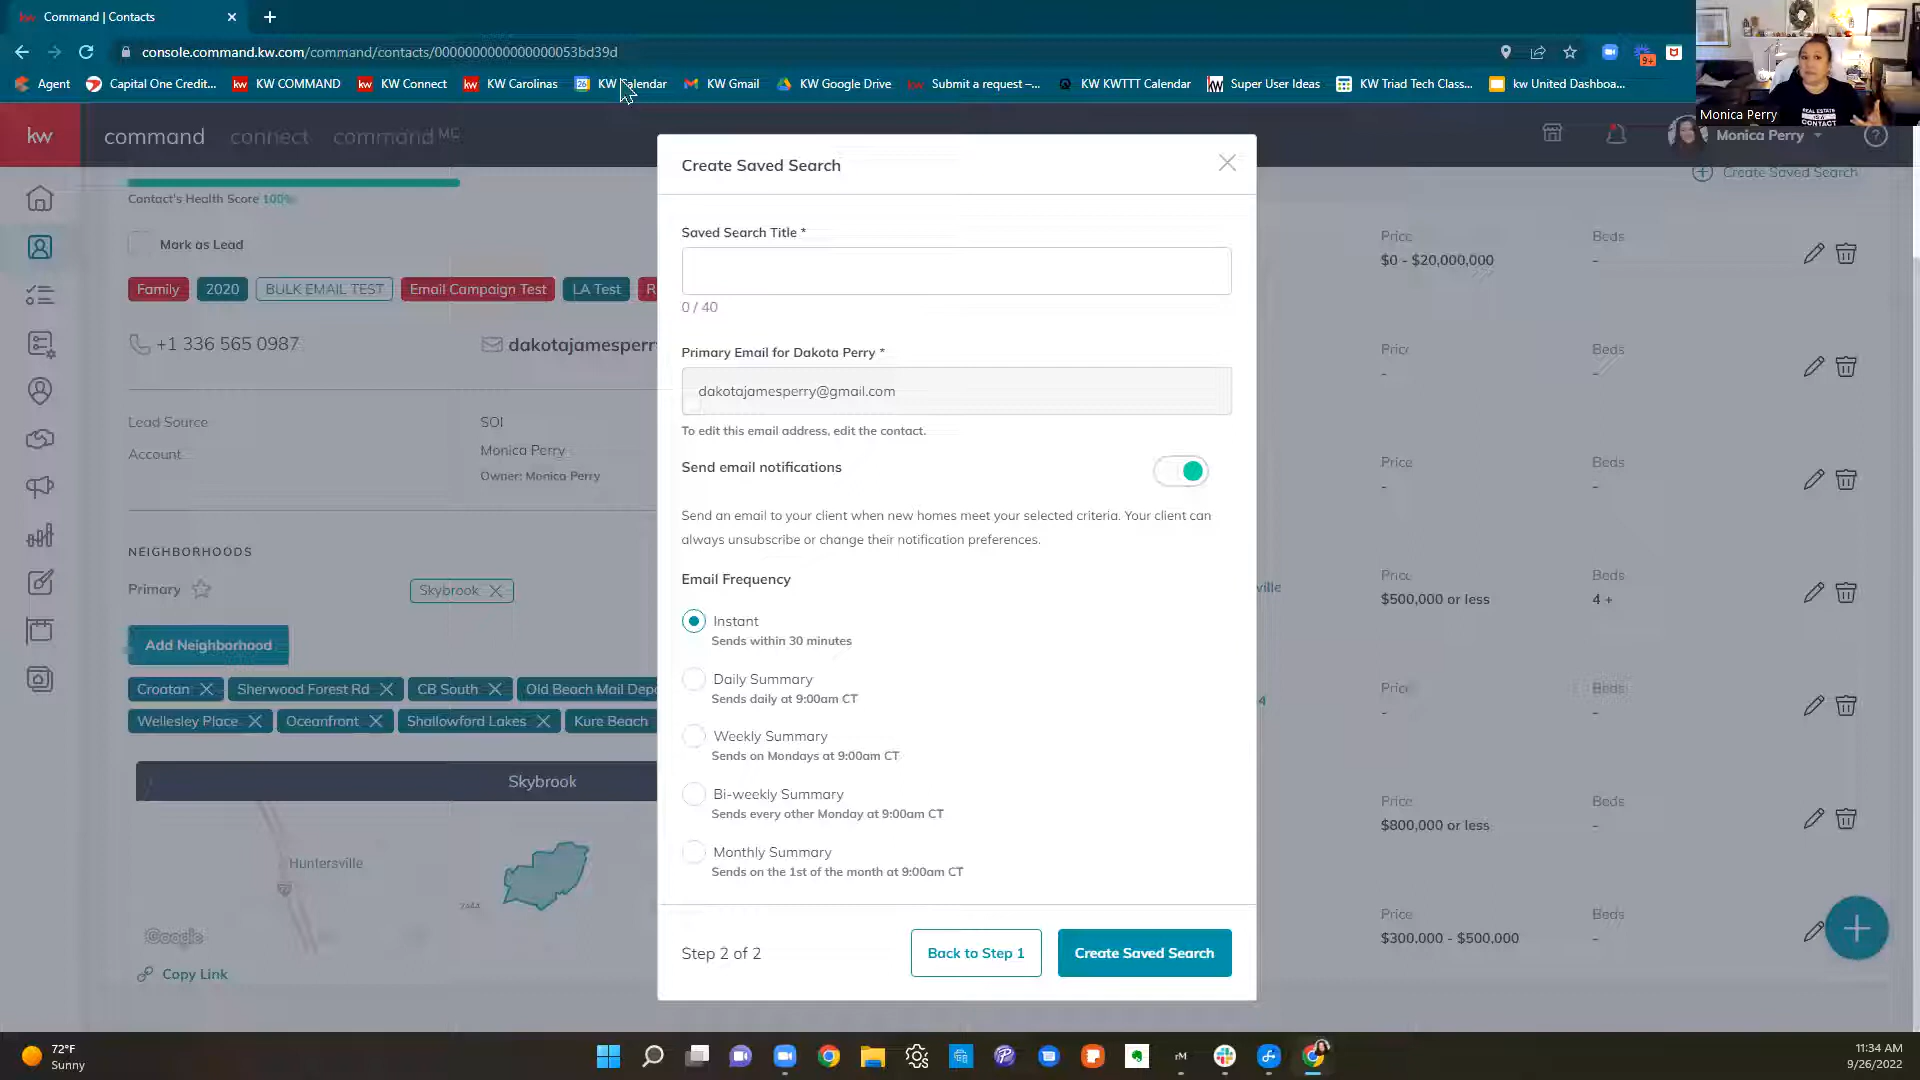 Command | Contacts
console.command.kw.com/command/contacts/0000000000000000053bd39d
Agent
Capital One Credit...
KW COMMAND
KW Connect
KW Carolinas
KW Calendar
KW Gmail
KW Google Drive
Submit a request –...
KW KWTTT Calendar
Super User Ideas
KW Triad Tech Class...
kw United Dashboa...
Monica Perry
kw
command
connect
command MC
Monica Perry
Create Saved Search
Contact's Health Score 100%
Mark as Lead
Family
2020
BULK EMAIL TEST
Email Campaign Test
LA Test
+1 336 565 0987
dakotajamesperr
Lead Source
SOI
Account
Monica Perry
Owner: Monica Perry
NEIGHBORHOODS
Primary
Skybrook
Add Neighborhood
Croatan
Sherwood Forest Rd
CB South
Old Beach Mail Dep
Wellesley Place
Oceanfront
Shallowford Lakes
Kure Beach
Skybrook
Huntersville
Google
Copy Link
Create Saved Search
Saved Search Title *
0 / 40
Primary Email for Dakota Perry *
dakotajamesperry@gmail.com
To edit this email address, edit the contact.
Send email notifications
Send an email to your client when new homes meet your selected criteria. Your client can
always unsubscribe or change their notification preferences.
Email Frequency
Instant
Sends within 30 minutes
Daily Summary
Sends daily at 9:00am CT
Weekly Summary
Sends on Mondays at 9:00am CT
Bi-weekly Summary
Sends every other Monday at 9:00am CT
Monthly Summary
Sends on the 1st of the month at 9:00am CT
Step 2 of 2
Back to Step 1
Create Saved Search
Price
Beds
$0 - $20,000,000
-
Price
Beds
-
-
Price
Beds
-
-
ville
Price
Beds
$500,000 or less
4 +
4
Price
Beds
-
-
Price
Beds
$800,000 or less
-
Price
Beds
$300,000 - $500,000
-
72°F
Sunny
11:34 AM
9/26/2022